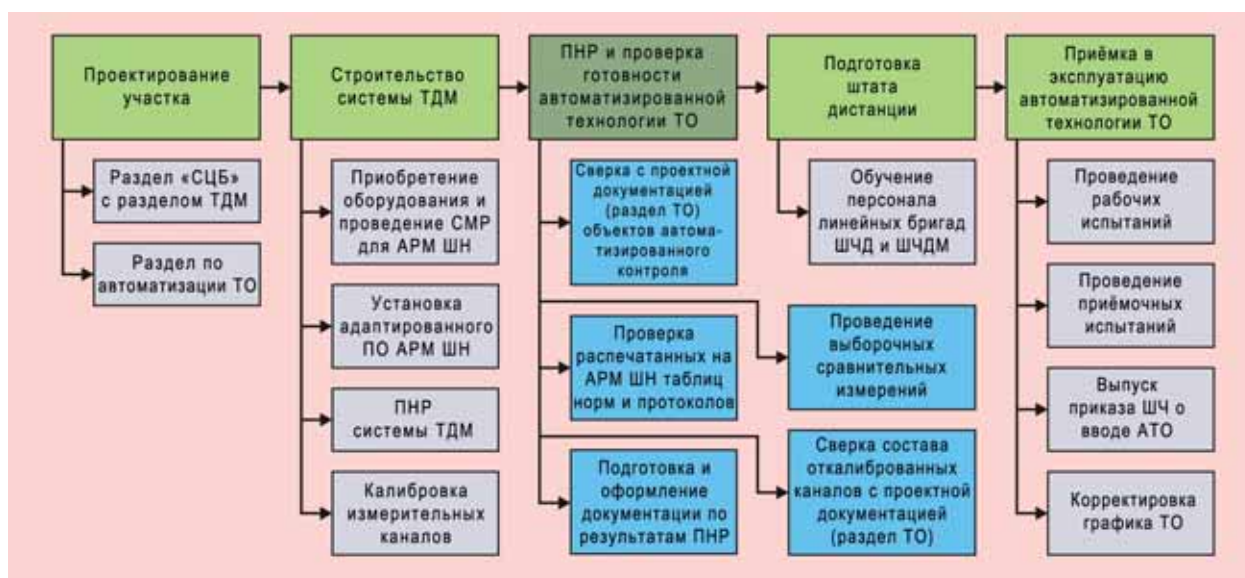 Проектирование
участка
Строительство
системы ТДМ
ПНР и проверка
готовности
автоматизированной
технологии ТО
Подготовка
штата
дистанции
Приёмка в
эксплуатацию
автоматизированной
технологии ТО
Раздел «СЦБ»
с разделом ТДМ
Раздел по
автоматизации ТО
Приобретение
оборудования и
проведение СМР
для АРМ ШН
Установка
адаптированного
ПО АРМ ШН
ПНР
системы ТДМ
Калибровка
измерительных
каналов
Сверка с проектной
документацией
(раздел ТО)
объектов автома-
тизированного
контроля
Проверка
распечатанных на
АРМ ШН таблиц
норм и протоколов
Подготовка и
оформление
документации по
результатам ПНР
Обучение
персонала
линейных бригад
ШЧД и ШЧДМ
Проведение
выборочных
сравнительных
измерений
Сверка состава
откалиброванных
каналов с проектной
документацией
(раздел ТО)
Проведение
рабочих
испытаний
Проведение
приёмочных
испытаний
Выпуск
приказа ШЧ о
вводе АТО
Корректировка
графика ТО